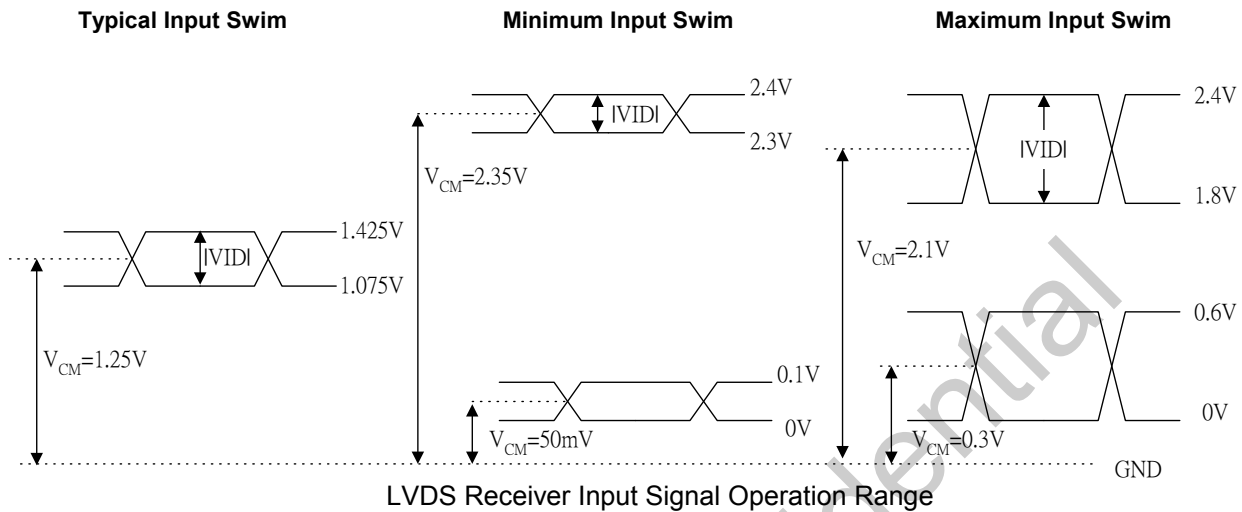 Typical Input Swim
Minimum Input Swim
Maximum Input Swim
2.4V
|VID|
2.3V
V_CM=2.35V
2.4V
|VID|
1.8V
V_CM=2.1V
1.425V
|VID|
1.075V
V_CM=1.25V
0.1V
0V
V_CM=50mV
0.6V
0V
V_CM=0.3V
GND
LVDS Receiver Input Signal Operation Range